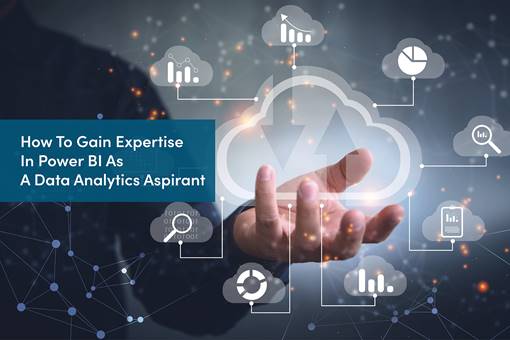 How To Gain Expertise
In Power BI As
A Data Analytics Aspirant